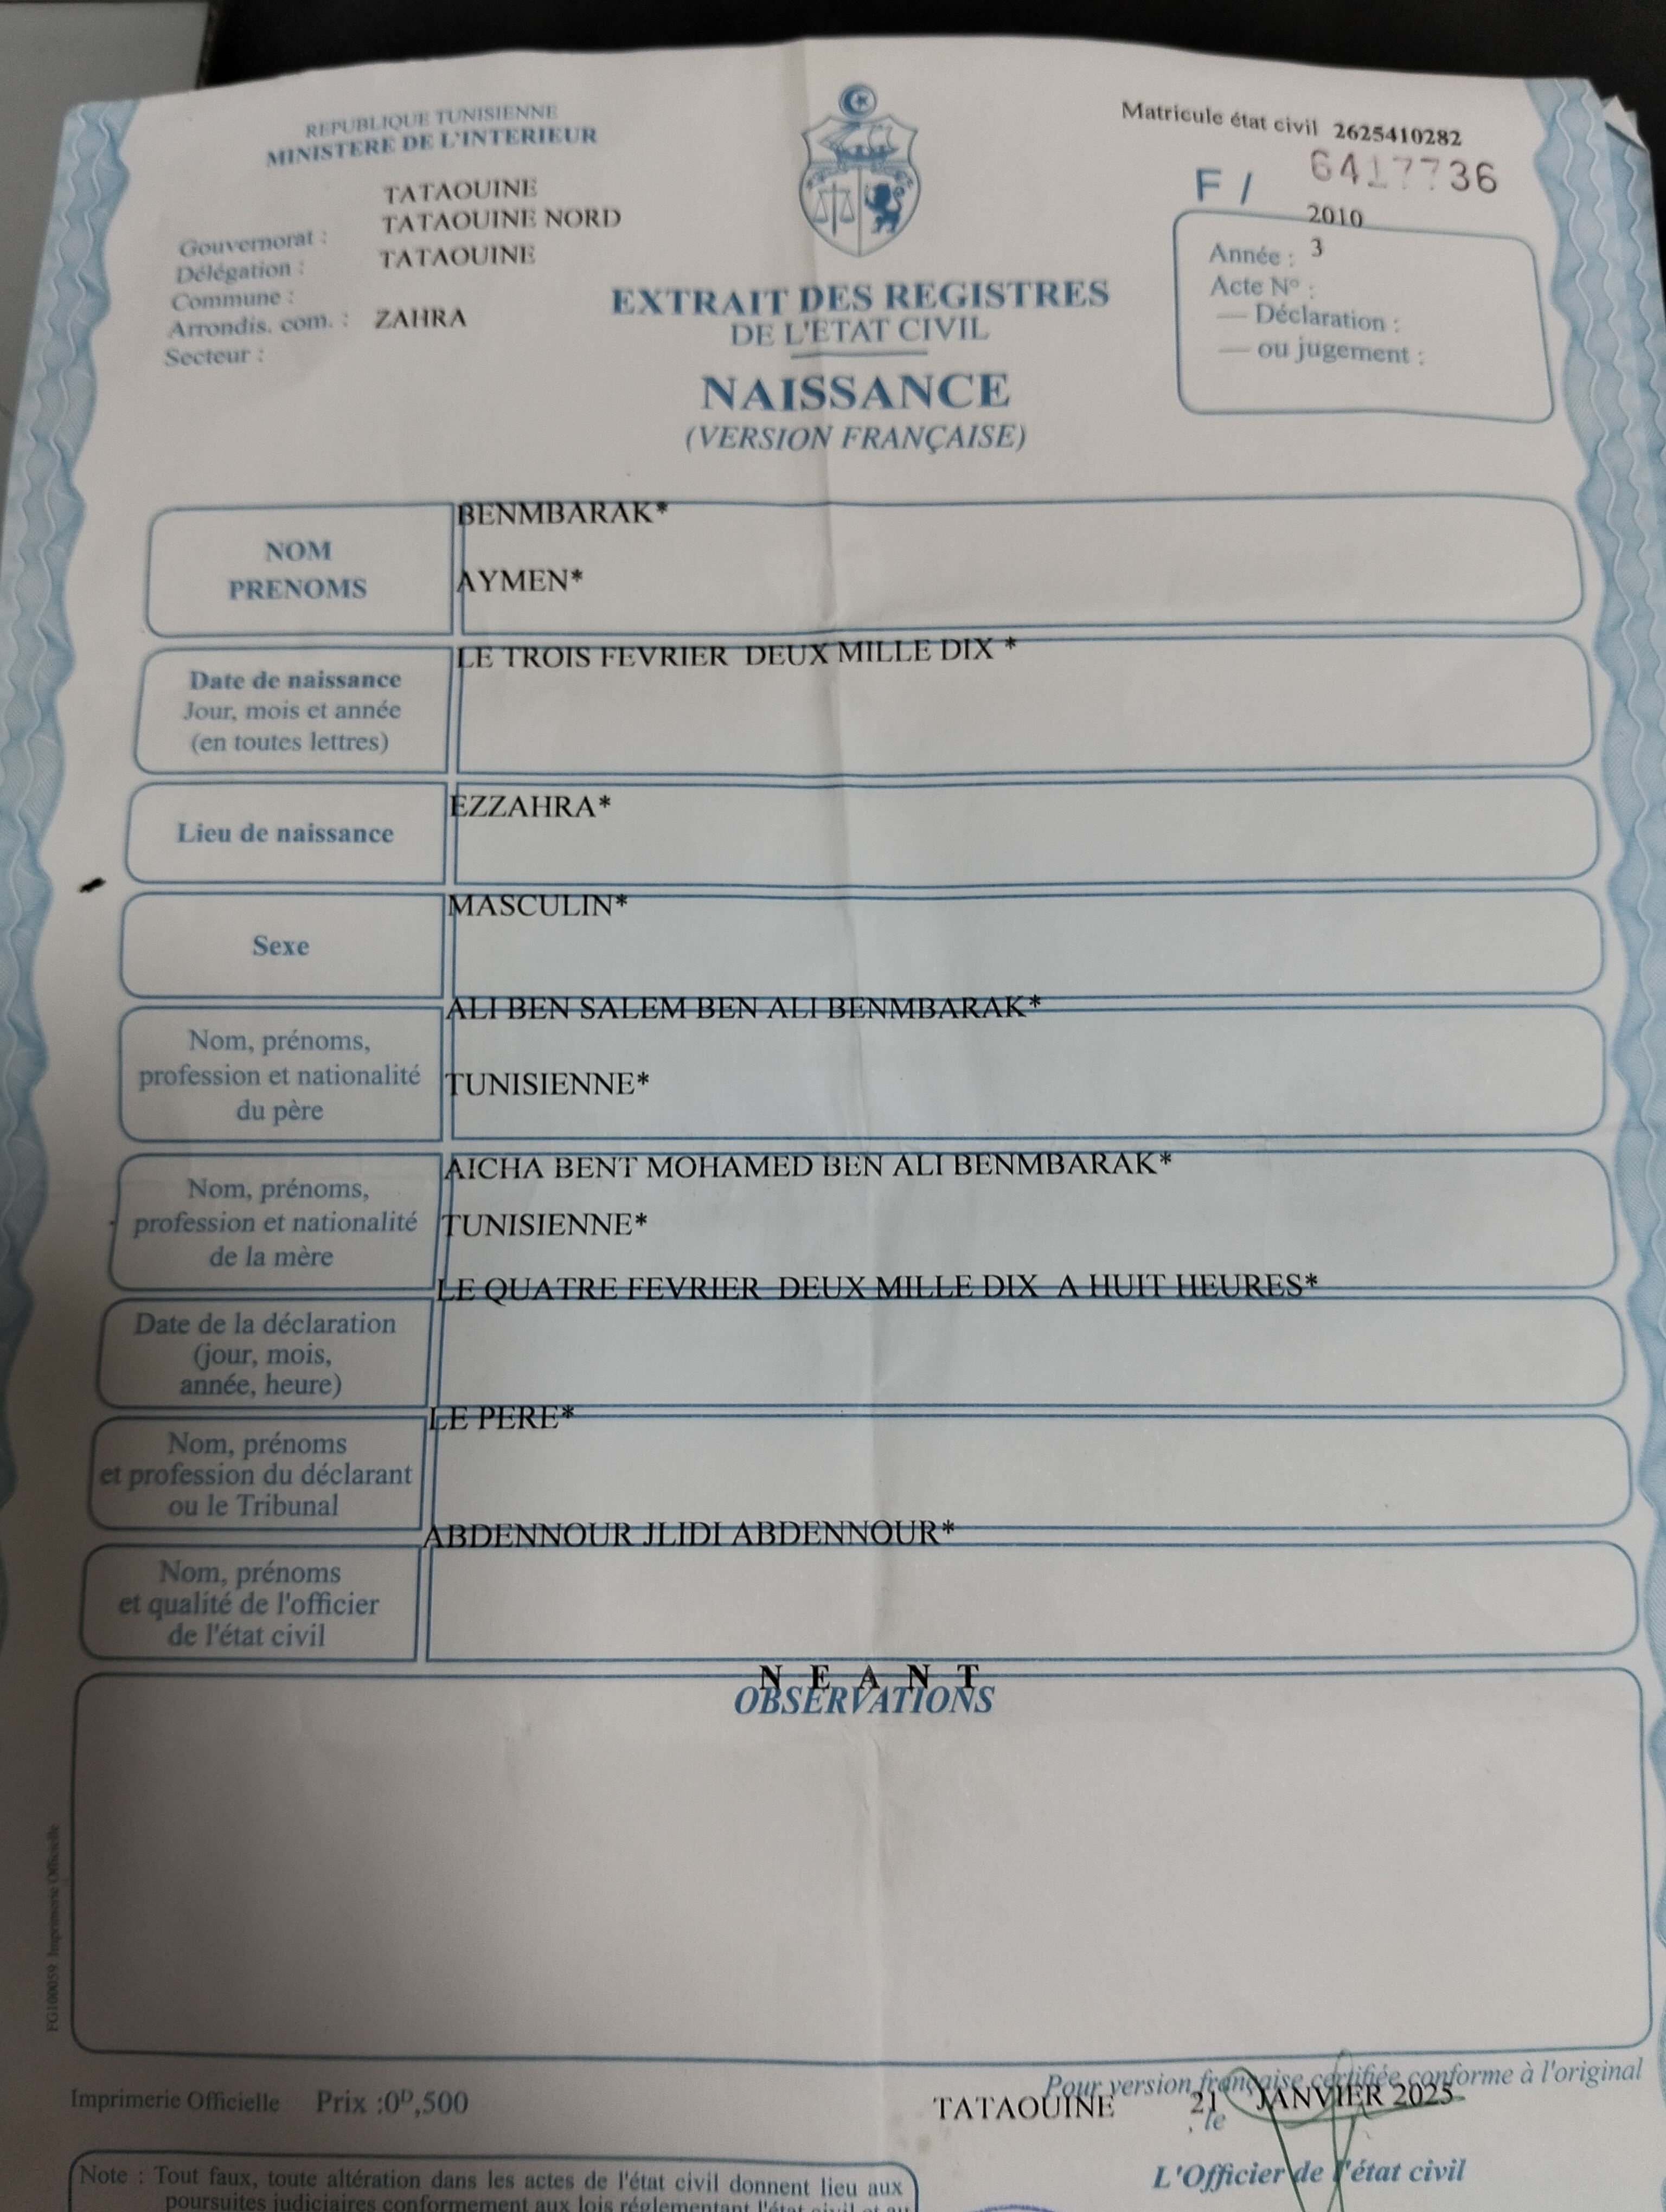 REPUBLIQUE TUNISIENNE
MINISTERE DE L'INTERIEUR
TATAOUINE
TATAOUINE NORD
Gouvernorat :
TATAOUINE
Délégation :
Commune :
Arrondis. com. : ZAHRA
Secteur :
Matricule état civil 2625410282
F / 6417736
2010
Année : 3
Acte N° :
— Déclaration :
— ou jugement :
EXTRAIT DES REGISTRES
DE L'ETAT CIVIL
NAISSANCE
(VERSION FRANÇAISE)
BENMBARAK*
NOM
AYMEN*
PRENOMS
LE TROIS FEVRIER DEUX MILLE DIX *
Date de naissance
Jour, mois et année
(en toutes lettres)
EZZAHRA*
Lieu de naissance
MASCULIN*
Sexe
ALI BEN SALEM BEN ALI BENMBARAK*
Nom, prénoms,
profession et nationalité
TUNISIENNE*
du père
AICHA BENT MOHAMED BEN ALI BENMBARAK*
Nom, prénoms,
profession et nationalité
TUNISIENNE*
de la mère
LE QUATRE FEVRIER DEUX MILLE DIX A HUIT HEURES*
Date de la déclaration
(jour, mois,
année, heure)
LE PERE*
Nom, prénoms
et profession du déclarant
ou le Tribunal
ABDENNOUR JLIDI ABDENNOUR*
Nom, prénoms
et qualité de l'officier
de l'état civil
N E A N T
OBSERVATIONS
FG100059 Imprimerie Officielle
Imprimerie Officielle Prix :0D,500
Pour version française certifiée conforme à l'original
TATAOUINE 21 JANVIER 2025
, le
L'Officier de l'état civil
Note : Tout faux, toute altération dans les actes de l'état civil donnent lieu aux
poursuites judiciaires conformement aux lois réglementant l'état civil et au